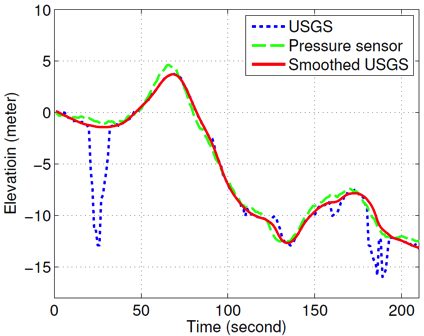 10
5
0
−5
−10
−15
0
50
100
150
200
Elevatioin (meter)
Time (second)
USGS
Pressure sensor
Smoothed USGS